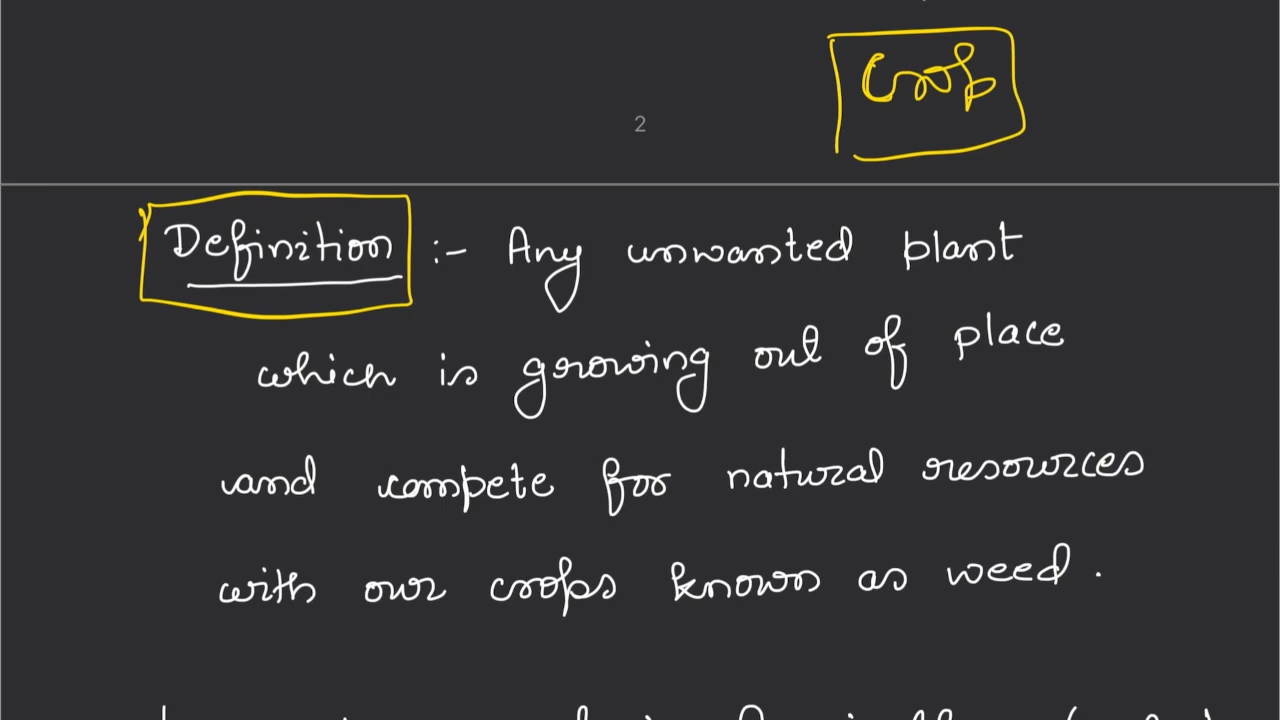 Crop
2
Definition :- Any unwanted plant
which is growing out of place
and compete for natural resources
with our crops known as weed.